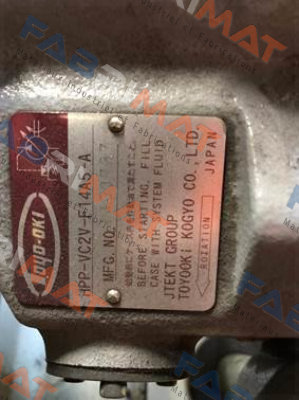 TOYO-OKI
HPP-VC2V-F14A5-A
MFG. NO.
BEFORE STARTING, FILL
CASE WITH SYSTEM FLUID
JTEKT GROUP
TOYOOKI KOGYO CO., LTD.
ROTATION
JAPAN
FABRIKMAT